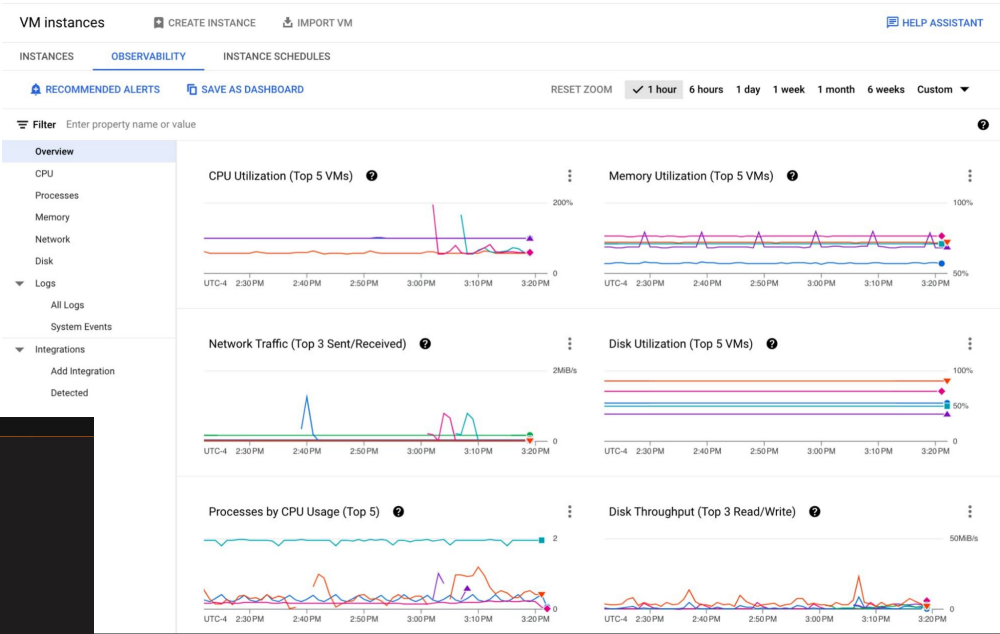 VM instances CREATE INSTANCE IMPORT VM HELP ASSISTANT
INSTANCES OBSERVABILITY INSTANCE SCHEDULES
RECOMMENDED ALERTS SAVE AS DASHBOARD RESET ZOOM 1 hour 6 hours 1 day 1 week 1 month 6 weeks Custom
Filter Enter property name or value
Overview
CPU
Processes
Memory
Network
Disk
Logs
All Logs
System Events
Integrations
Add Integration
Detected
CPU Utilization (Top 5 VMs)
200%
0
UTC-4 2:30 PM 2:40 PM 2:50 PM 3:00 PM 3:10 PM 3:20 PM
Memory Utilization (Top 5 VMs)
100%
50%
UTC-4 2:30 PM 2:40 PM 2:50 PM 3:00 PM 3:10 PM 3:20 PM
Network Traffic (Top 3 Sent/Received)
2MiB/s
0
UTC-4 2:30 PM 2:40 PM 2:50 PM 3:00 PM 3:10 PM 3:20 PM
Disk Utilization (Top 5 VMs)
100%
50%
0
UTC-4 2:30 PM 2:40 PM 2:50 PM 3:00 PM 3:10 PM 3:20 PM
Processes by CPU Usage (Top 5)
2
0
UTC-4 2:30 PM 2:40 PM 2:50 PM 3:00 PM 3:10 PM 3:20 PM
Disk Throughput (Top 3 Read/Write)
50MiB/s
0
UTC-4 2:30 PM 2:40 PM 2:50 PM 3:00 PM 3:10 PM 3:20 PM